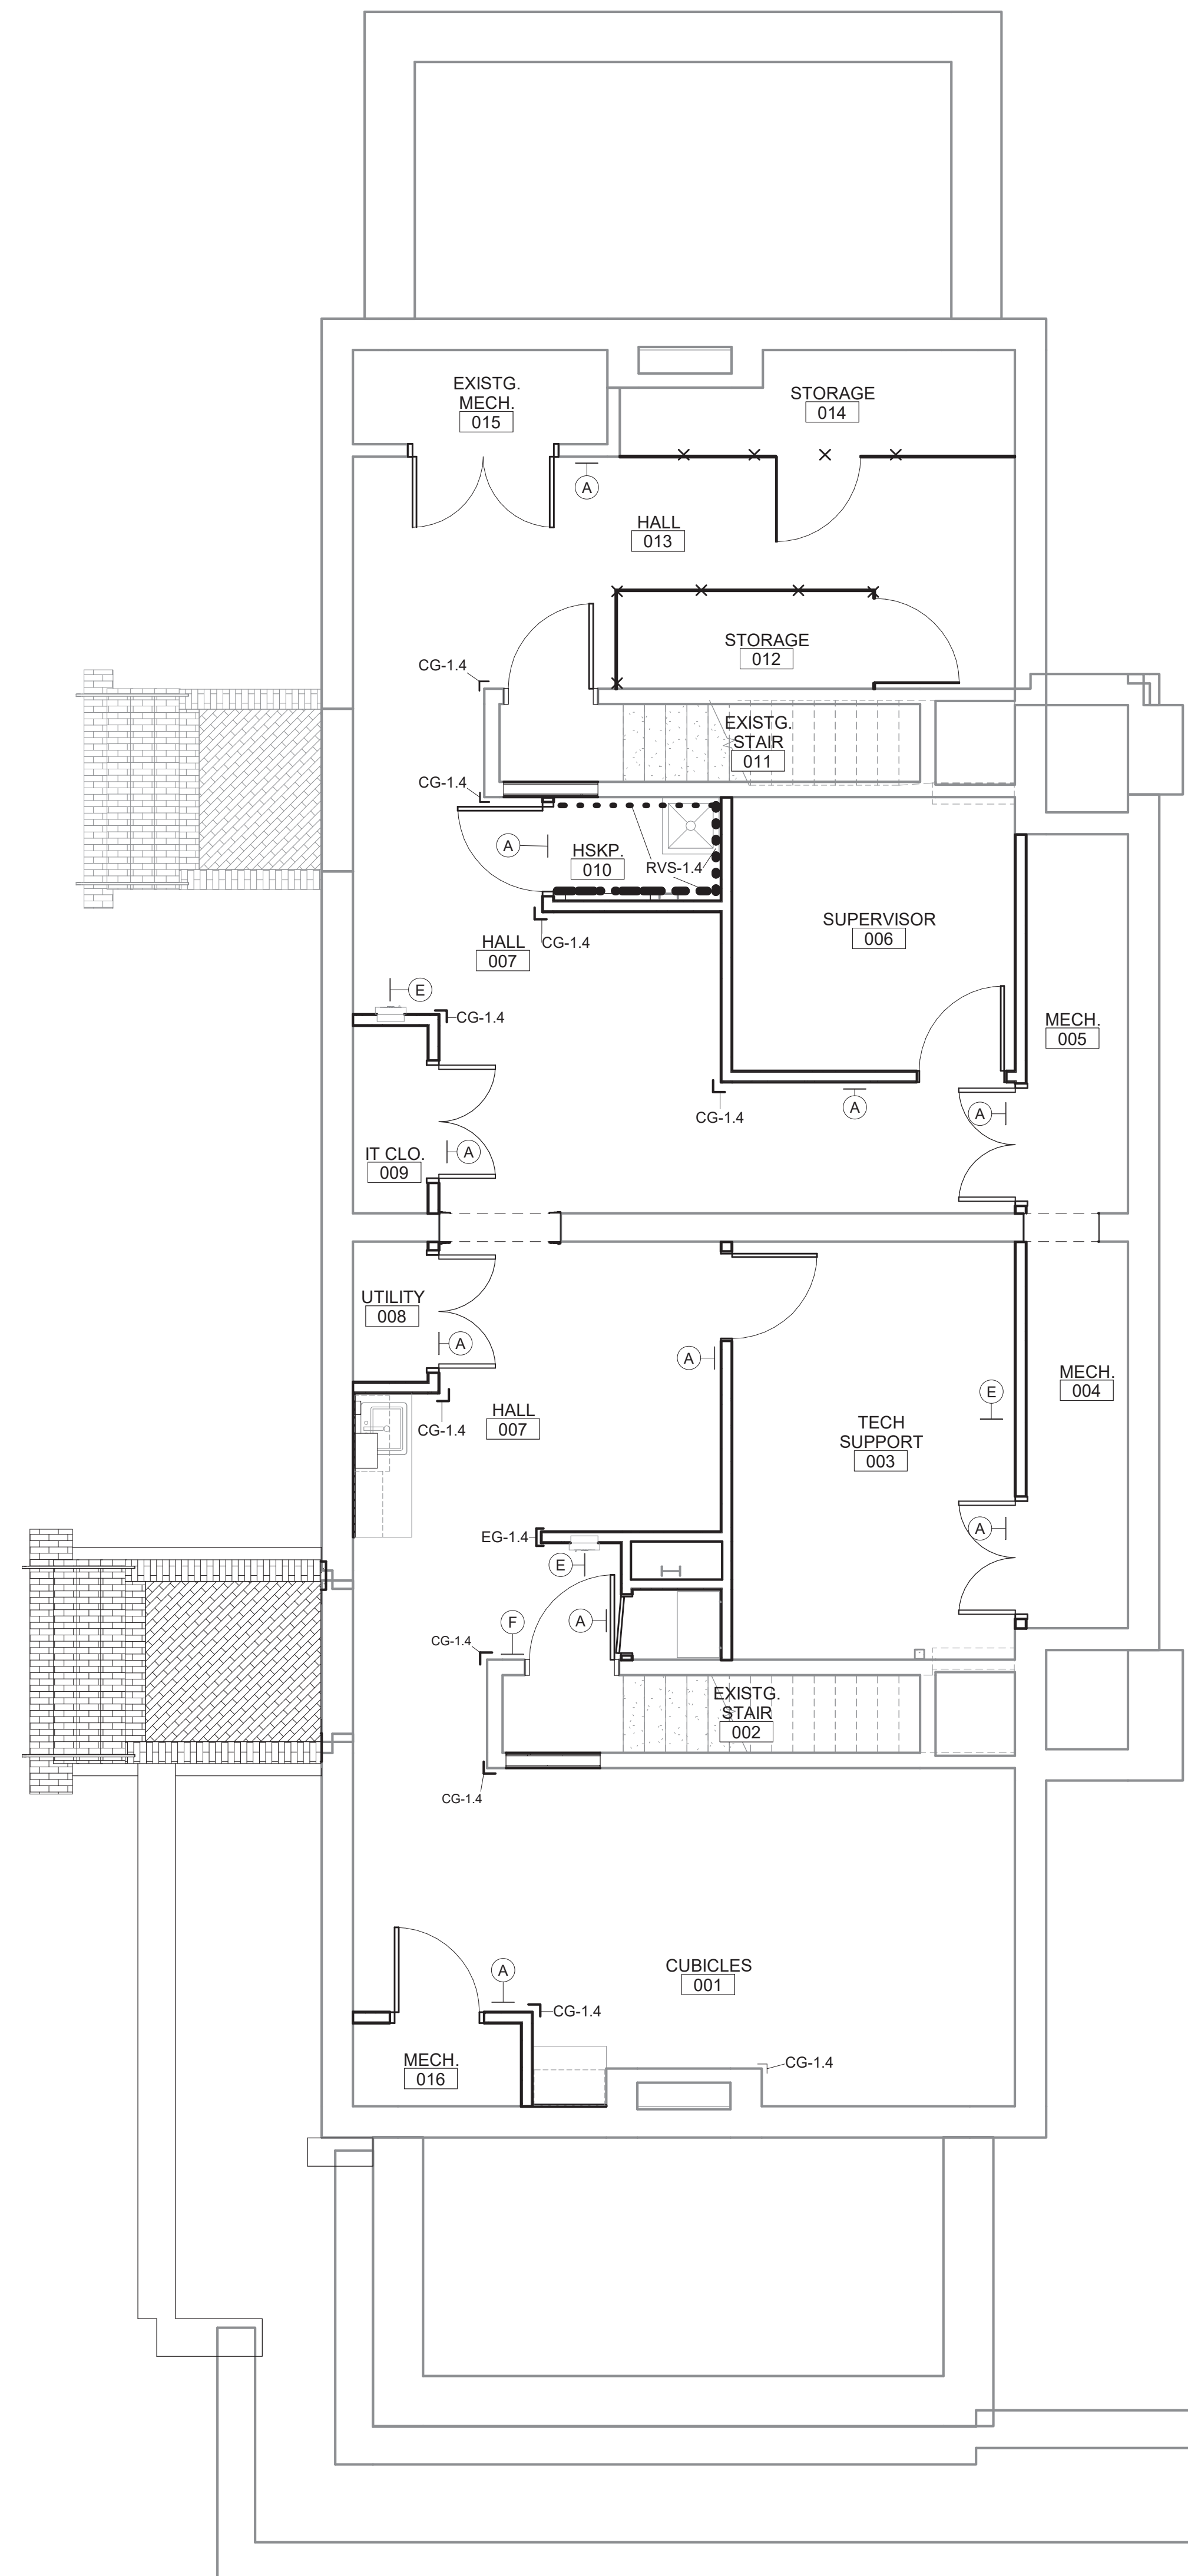 EXISTG.
MECH.
015
STORAGE
014
A
HALL
013
STORAGE
012
CG-1.4
EXISTG.
STAIR
011
CG-1.4
A
HSKP.
010
RVS-1.4
SUPERVISOR
006
HALL
007
CG-1.4
E
CG-1.4
MECH.
005
A
CG-1.4
A
IT CLO.
009
A
UTILITY
008
A
A
CG-1.4
HALL
007
TECH
SUPPORT
003
E
MECH.
004
A
EG-1.4
E
F
A
CG-1.4
EXISTG.
STAIR
002
CG-1.4
CUBICLES
001
A
CG-1.4
MECH.
016
CG-1.4